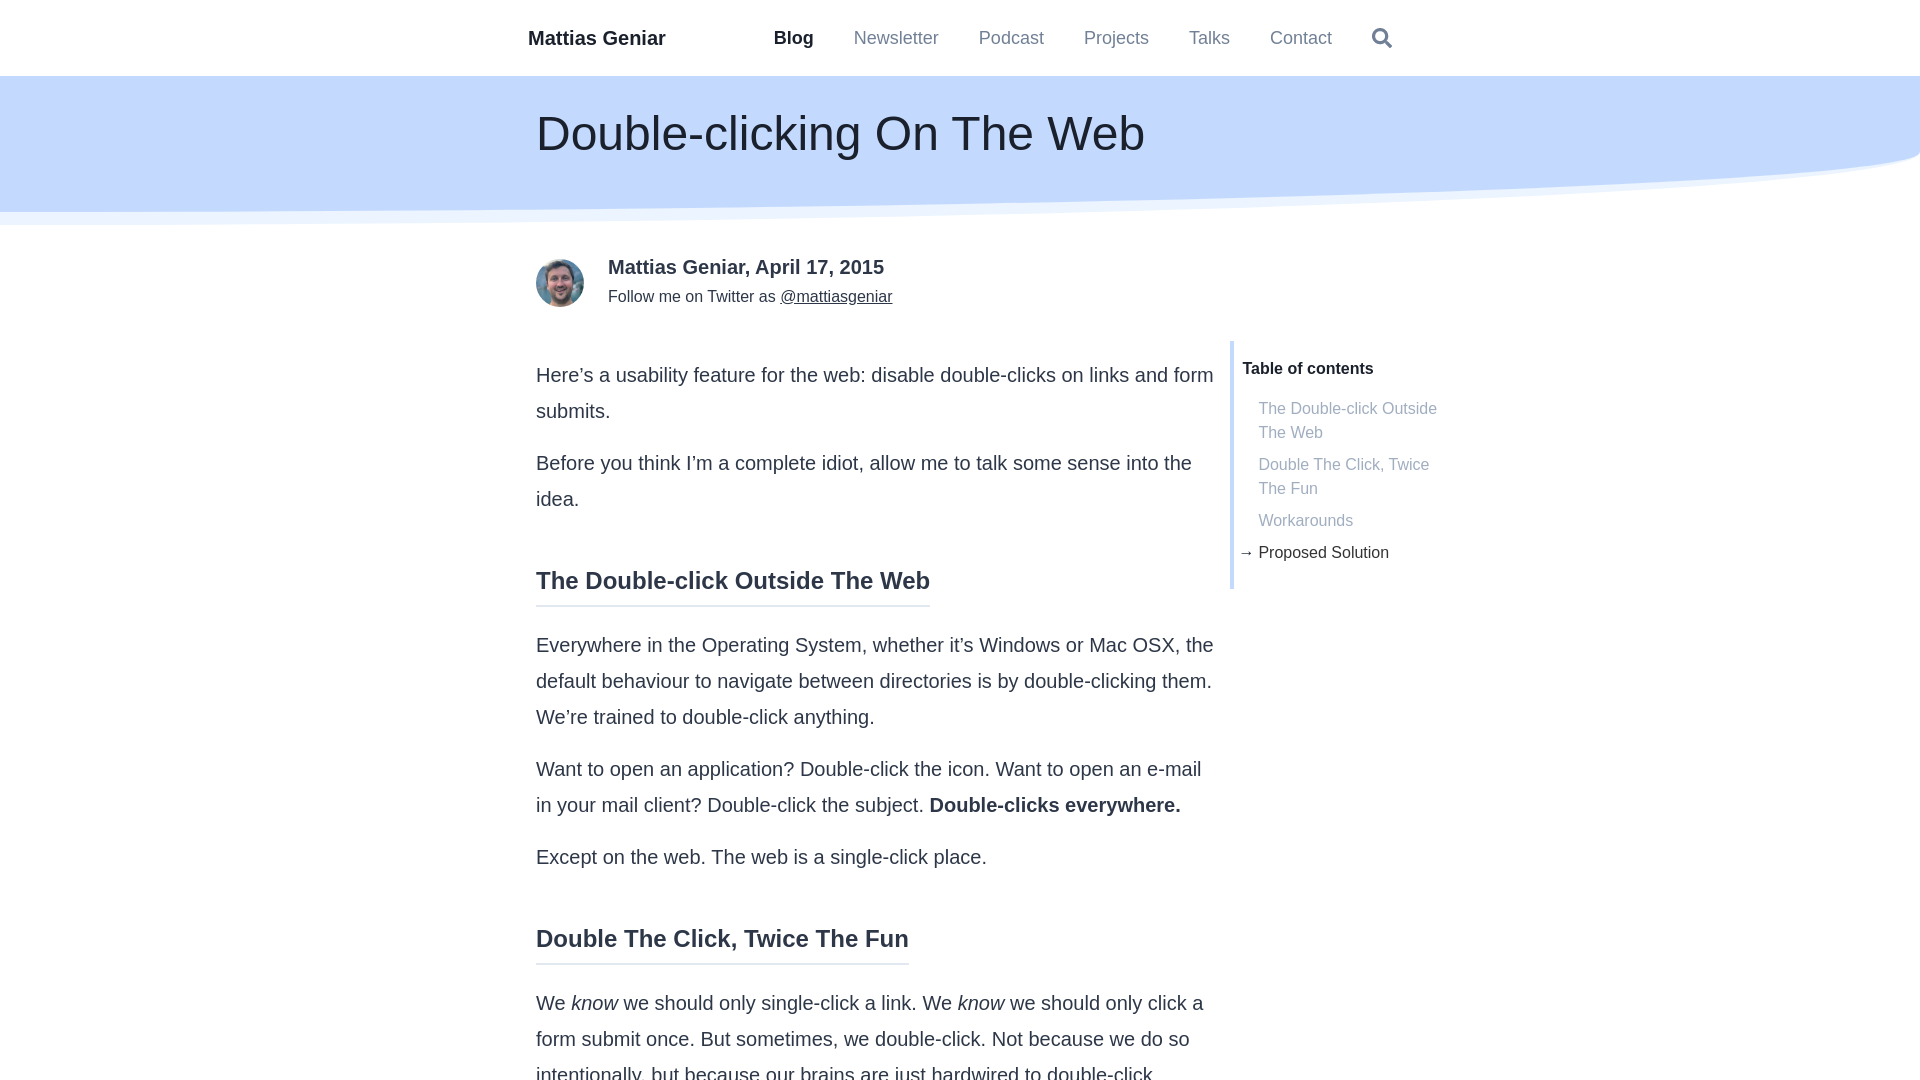 Mattias Geniar
Blog
Newsletter
Podcast
Projects
Talks
Contact
Double-clicking On The Web
Mattias Geniar, April 17, 2015
Follow me on Twitter as @mattiasgeniar
Here’s a usability feature for the web: disable double-clicks on links and form
submits.
Before you think I’m a complete idiot, allow me to talk some sense into the
idea.
The Double-click Outside The Web
Everywhere in the Operating System, whether it’s Windows or Mac OSX, the
default behaviour to navigate between directories is by double-clicking them.
We’re trained to double-click anything.
Want to open an application? Double-click the icon. Want to open an e-mail
in your mail client? Double-click the subject. Double-clicks everywhere.
Except on the web. The web is a single-click place.
Double The Click, Twice The Fun
We know we should only single-click a link. We know we should only click a
form submit once. But sometimes, we double-click. Not because we do so
intentionally, but because our brains are just hardwired to double-click
Table of contents
The Double-click Outside
The Web
Double The Click, Twice
The Fun
Workarounds
→ Proposed Solution